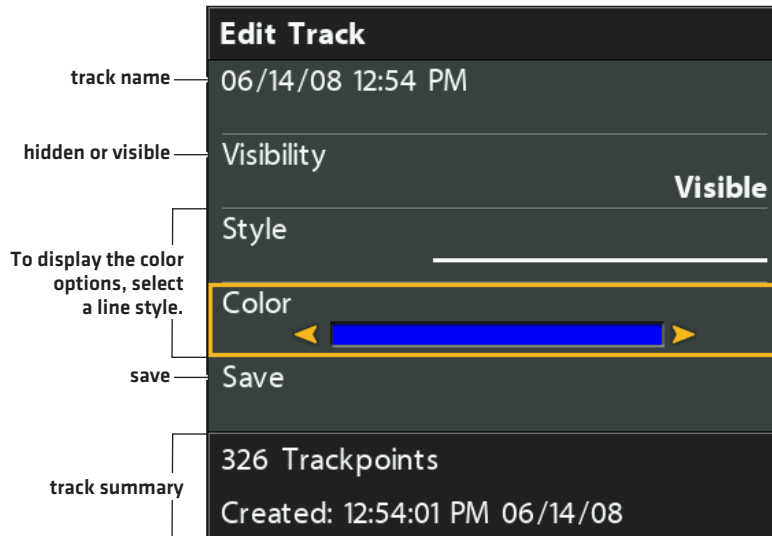 Edit Track
track name
06/14/08 12:54 PM
hidden or visible
Visibility
Visible
To display the color
options, select
a line style.
Style
Color
save
Save
track summary
326 Trackpoints
Created: 12:54:01 PM 06/14/08